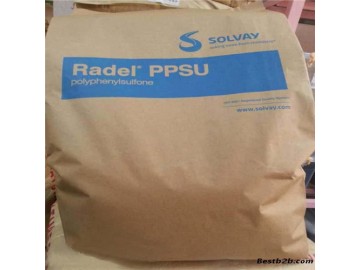 SOLVAY
Radel® PPSU
polyphenylsulfone
www.solvay.com
Bestb2b.com